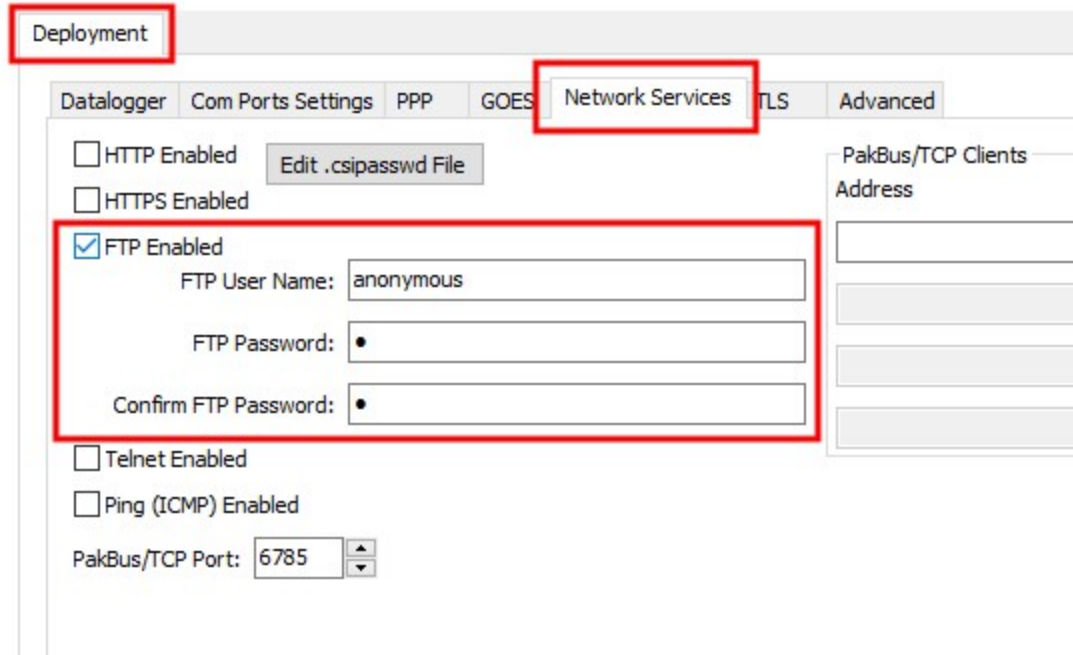 Deployment
Datalogger Com Ports Settings PPP GOES Network Services TLS Advanced
HTTP Enabled Edit .csipasswd File
HTTPS Enabled
FTP Enabled
FTP User Name: anonymous
FTP Password: •
Confirm FTP Password: •
Telnet Enabled
Ping (ICMP) Enabled
PakBus/TCP Port: 6785
PakBus/TCP Clients
Address